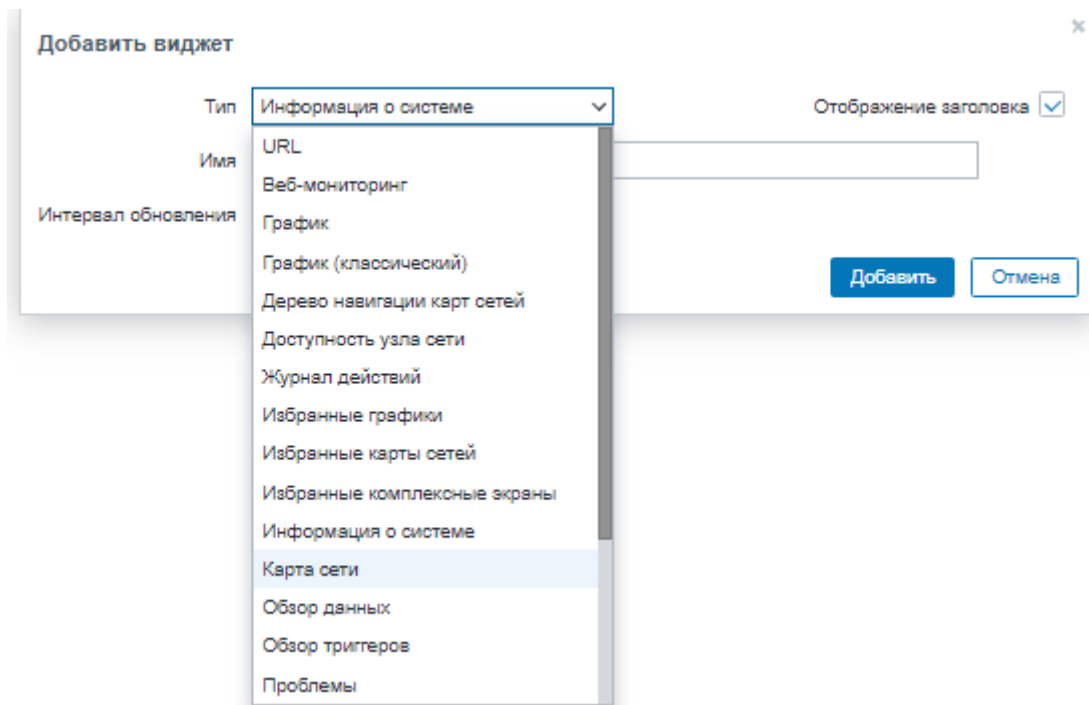 Добавить виджет
Тип Информация о системе Отображение заголовка
URL
Имя
Веб-мониторинг
Интервал обновления График
График (классический)
Добавить Отмена
Дерево навигации карт сетей
Доступность узла сети
Журнал действий
Избранные графики
Избранные карты сетей
Избранные комплексные экраны
Информация о системе
Карта сети
Обзор данных
Обзор триггеров
Проблемы